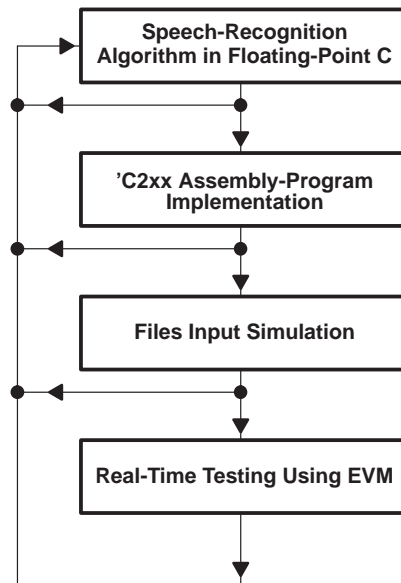 Speech-Recognition
Algorithm in Floating-Point C
’C2xx Assembly-Program
Implementation
Files Input Simulation
Real-Time Testing Using EVM